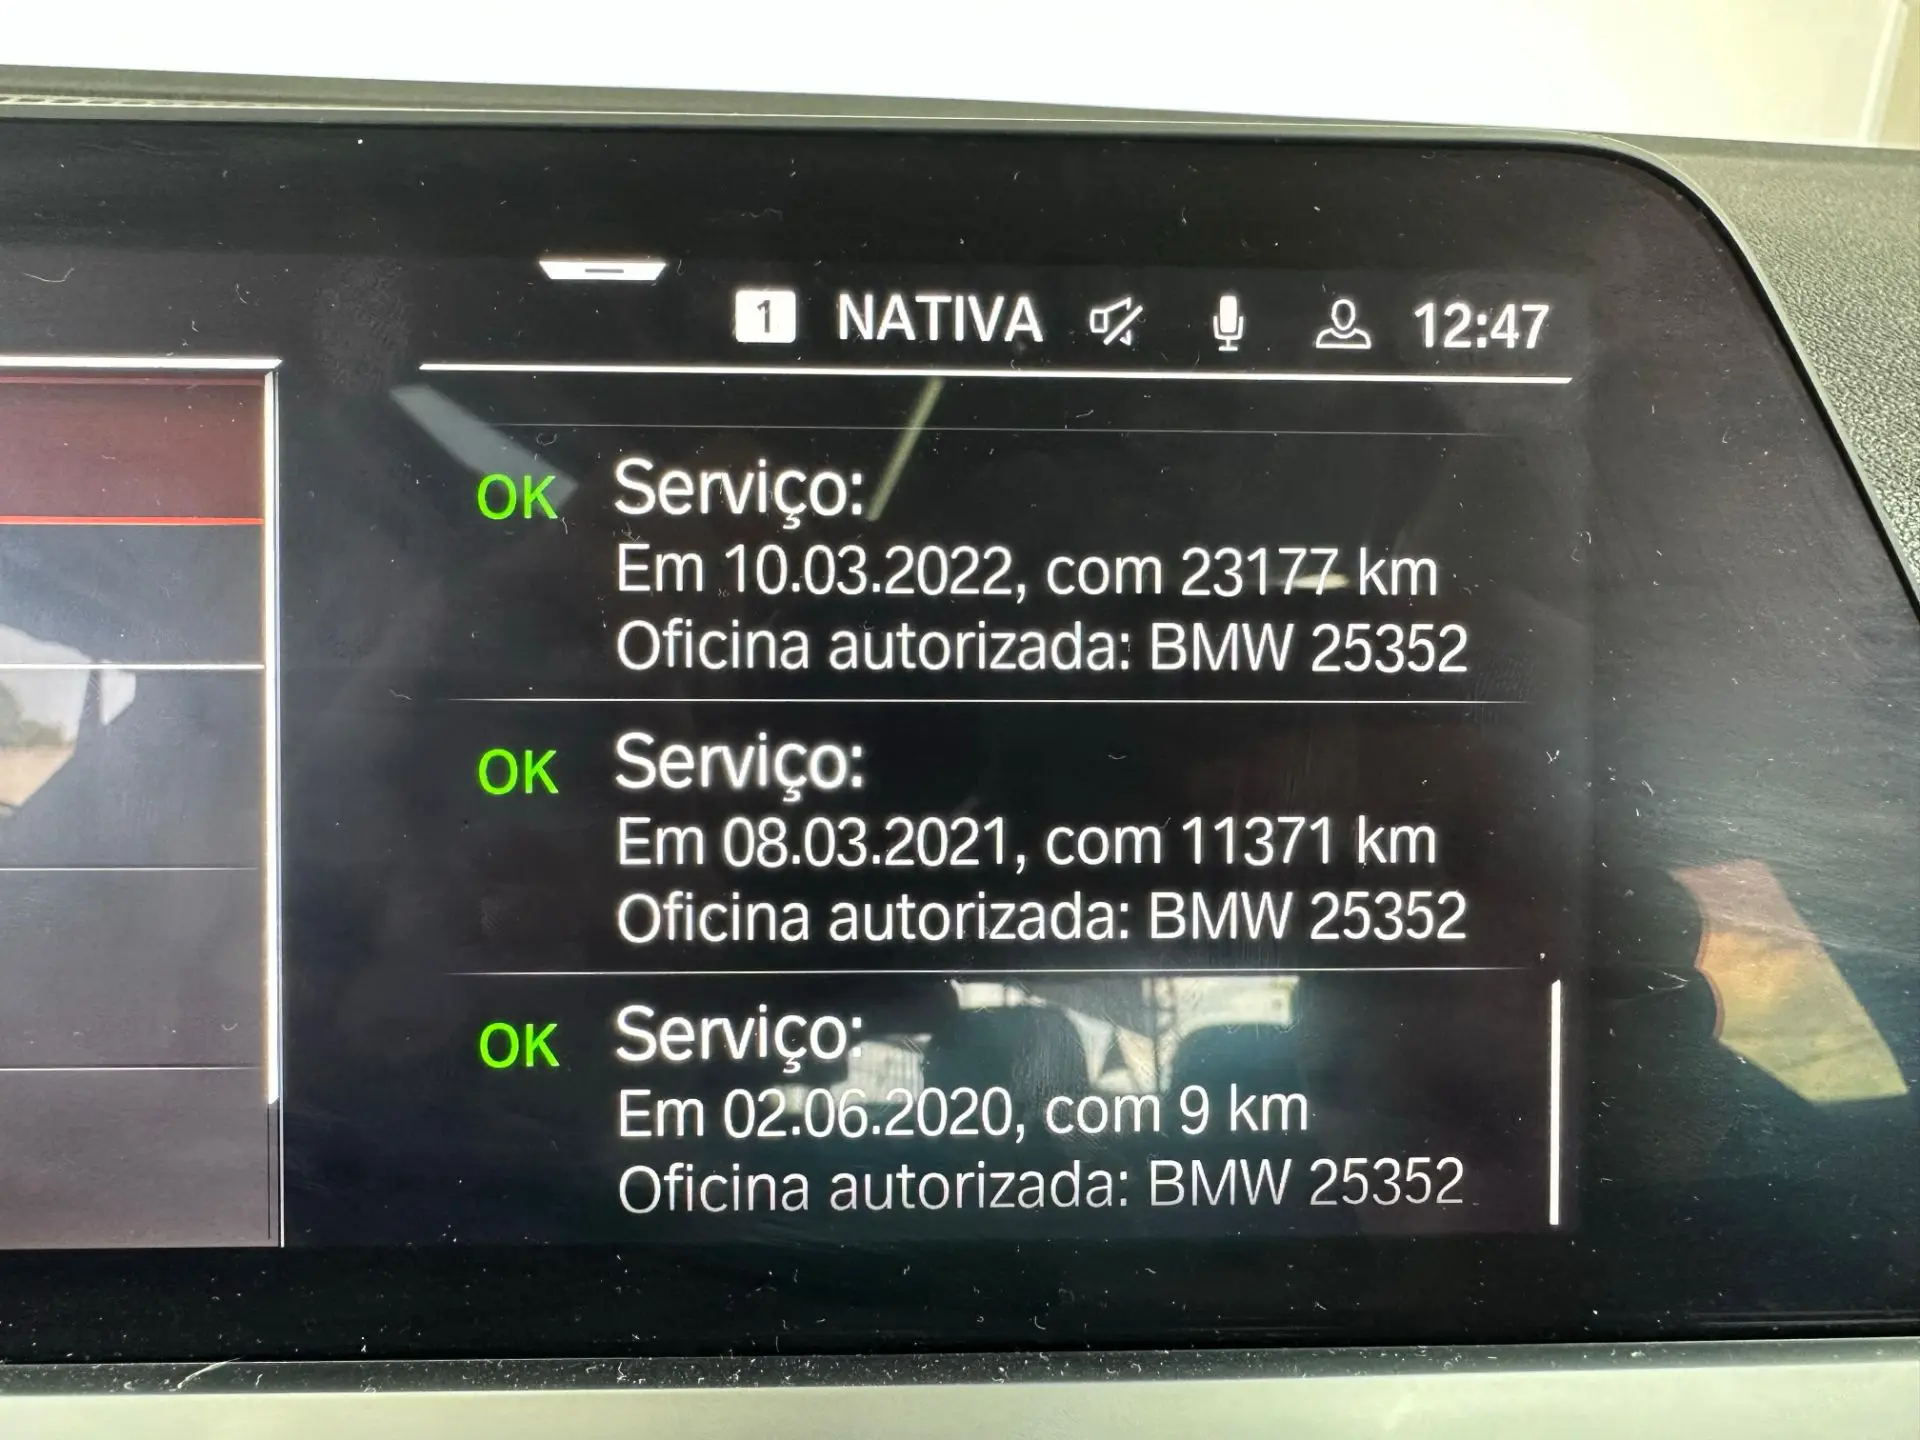 1 NATIVA 12:47
OK Serviço:
Em 10.03.2022, com 23177 km
Oficina autorizada: BMW 25352
OK Serviço:
Em 08.03.2021, com 11371 km
Oficina autorizada: BMW 25352
OK Serviço:
Em 02.06.2020, com 9 km
Oficina autorizada: BMW 25352